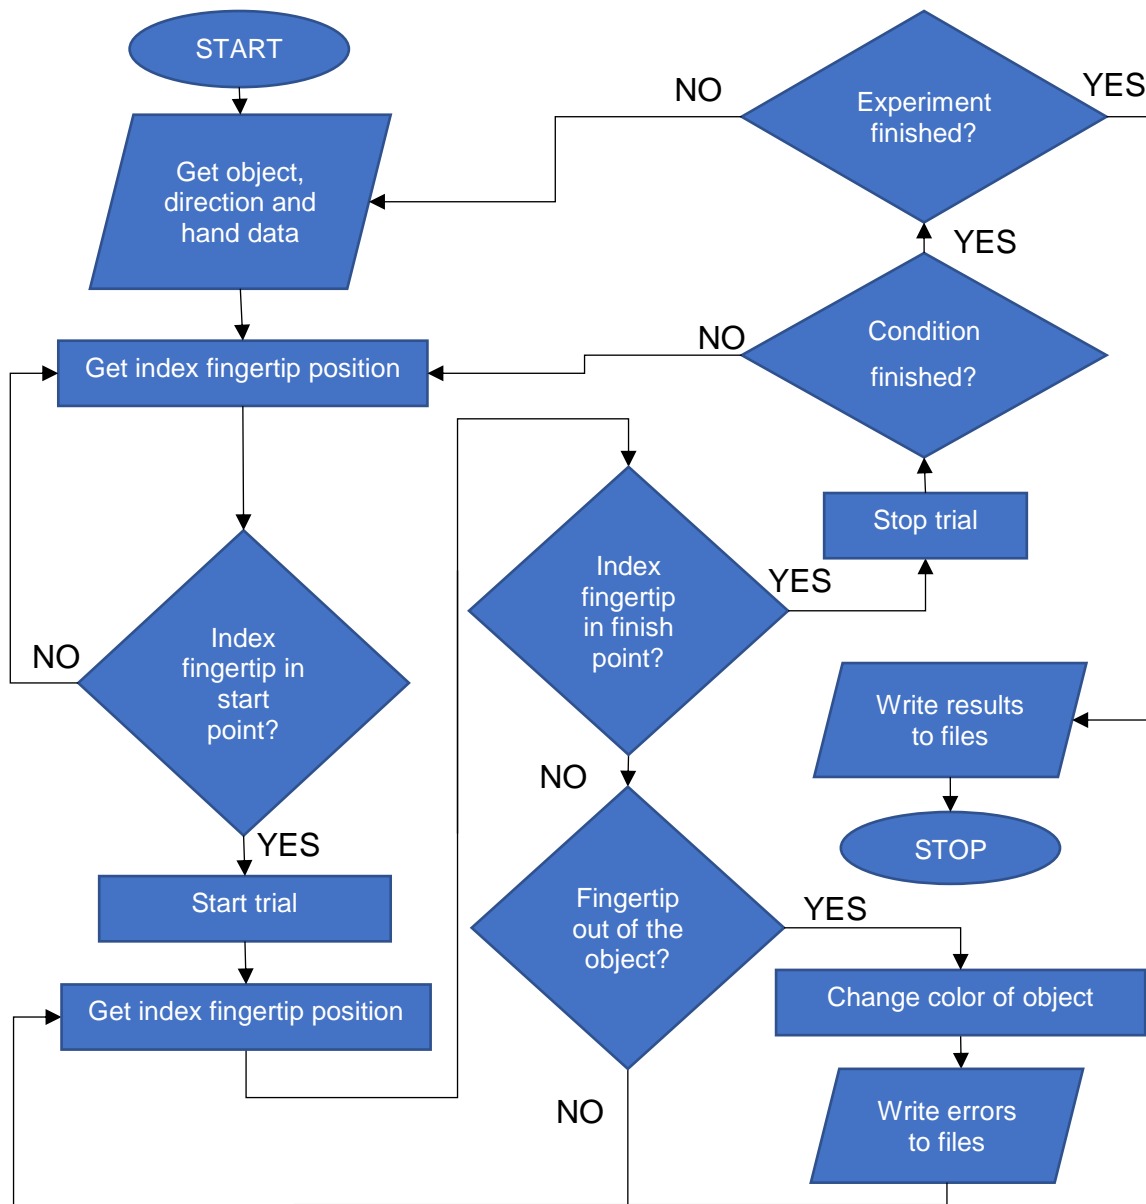 START
Get object,
direction and
hand data
Get index fingertip position
NO
Index
fingertip in
start
point?
YES
Start trial
Get index fingertip position
Index
fingertip
in finish
point?
YES
NO
Fingertip
out of the
object?
YES
NO
Change color of object
Write errors
to files
Stop trial
Condition
finished?
NO
YES
Experiment
finished?
NO
YES
Write results
to files
STOP